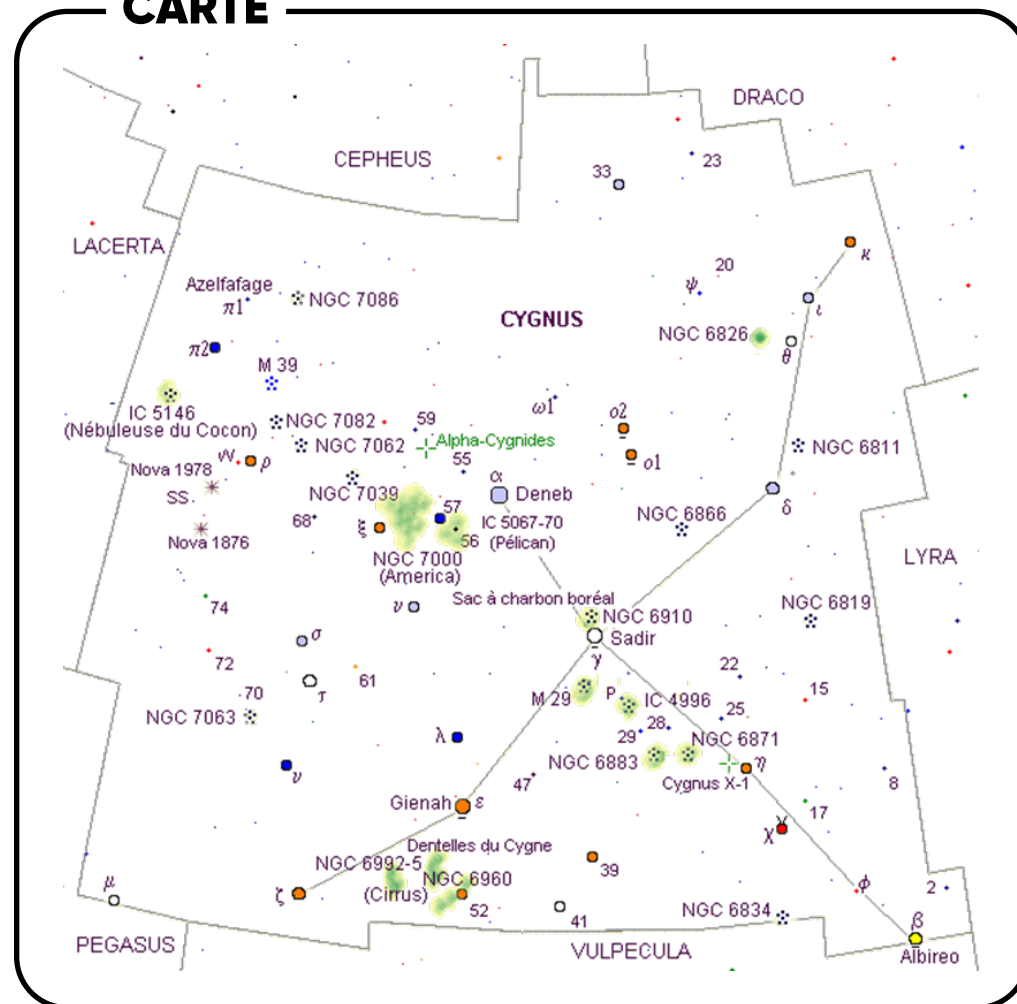 CARTE
DRACO
CEPHEUS
23
33
LACERTA
κ
20
Azelfafage
ψ
π1
NGC 7086
ι
CYGNUS
NGC 6826
θ
π2
M 39
ω1
IC 5146
(Nébuleuse du Cocon)
NGC 7082
59
ο2
Alpha-Cygnides
NGC 7062
NGC 6811
55
ο1
W
ρ
Nova 1978
α
SS
NGC 7039
Deneb
δ
57
NGC 6866
68
ξ
IC 5067-70
(Pélican)
56
Nova 1876
NGC 7000
(America)
LYRA
Sac à charbon boréal
NGC 6819
74
ν
NGC 6910
σ
Sadir
γ
72
61
22
τ
15
70
M 29
P
IC 4996
NGC 7063
25
28
λ
29
NGC 6871
NGC 6883
η
υ
Cygnus X-1
47
8
Gienah
ε
17
χ
Dentelles du Cygne
NGC 6992-5
(Cirrus)
NGC 6960
39
μ
ζ
φ
2
52
41
NGC 6834
β
PEGASUS
VULPECULA
Albireo